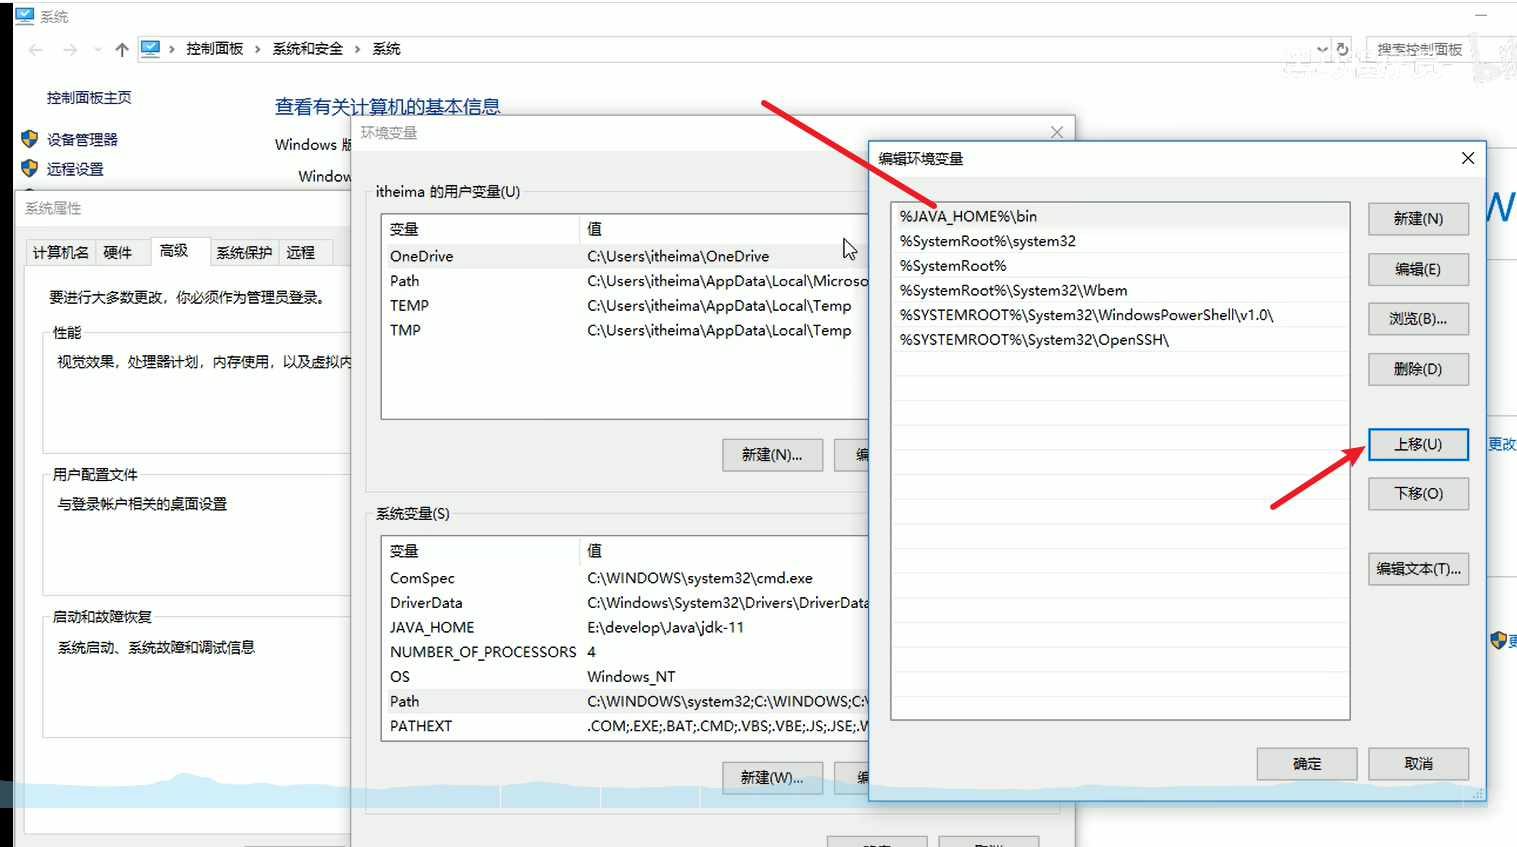 系统
控制面板 › 系统和安全 › 系统
搜索控制面板
控制面板主页
设备管理器
远程设置
查看有关计算机的基本信息
Windows 版
Window
系统属性
计算机名 硬件 高级 系统保护 远程
要进行大多数更改，你必须作为管理员登录。
性能
视觉效果，处理器计划，内存使用，以及虚拟内
用户配置文件
与登录帐户相关的桌面设置
启动和故障恢复
系统启动、系统故障和调试信息
环境变量
itheima 的用户变量(U)
变量 值
OneDrive C:\Users\itheima\OneDrive
Path C:\Users\itheima\AppData\Local\Microso
TEMP C:\Users\itheima\AppData\Local\Temp
TMP C:\Users\itheima\AppData\Local\Temp
新建(N)... 编
系统变量(S)
变量 值
ComSpec C:\WINDOWS\system32\cmd.exe
DriverData C:\Windows\System32\Drivers\DriverData
JAVA_HOME E:\develop\Java\jdk-11
NUMBER_OF_PROCESSORS 4
OS Windows_NT
Path C:\WINDOWS\system32;C:\WINDOWS;C:\
PATHEXT .COM;.EXE;.BAT;.CMD;.VBS;.VBE;.JS;.JSE;.W
新建(W)... 编
编辑环境变量
%JAVA_HOME%\bin
%SystemRoot%\system32
%SystemRoot%
%SystemRoot%\System32\Wbem
%SYSTEMROOT%\System32\WindowsPowerShell\v1.0\
%SYSTEMROOT%\System32\OpenSSH\
新建(N)
编辑(E)
浏览(B)...
删除(D)
上移(U)
下移(O)
编辑文本(T)...
确定 取消
更改